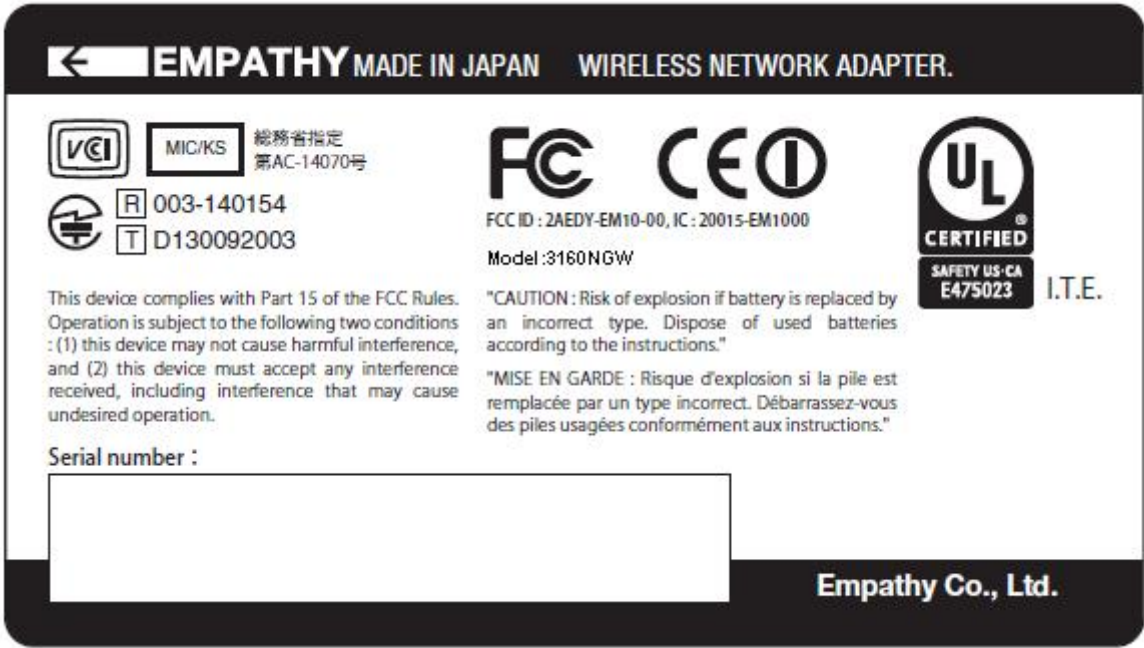 EMPATHY MADE IN JAPAN WIRELESS NETWORK ADAPTER.
VCI
MIC/KS
総務省指定
第AC-14070号
R 003-140154
T D130092003
FC CE
FCC ID : 2AEDY-EM10-00, IC : 20015-EM1000
Model :3160NGW
UL
®
CERTIFIED
SAFETY US·CA
E475023
I.T.E.
This device complies with Part 15 of the FCC Rules.
Operation is subject to the following two conditions
: (1) this device may not cause harmful interference,
and (2) this device must accept any interference
received, including interference that may cause
undesired operation.
"CAUTION : Risk of explosion if battery is replaced by
an incorrect type. Dispose of used batteries
according to the instructions."
"MISE EN GARDE : Risque d'explosion si la pile est
remplacée par un type incorrect. Débarrassez-vous
des piles usagées conformément aux instructions."
Serial number :
Empathy Co., Ltd.